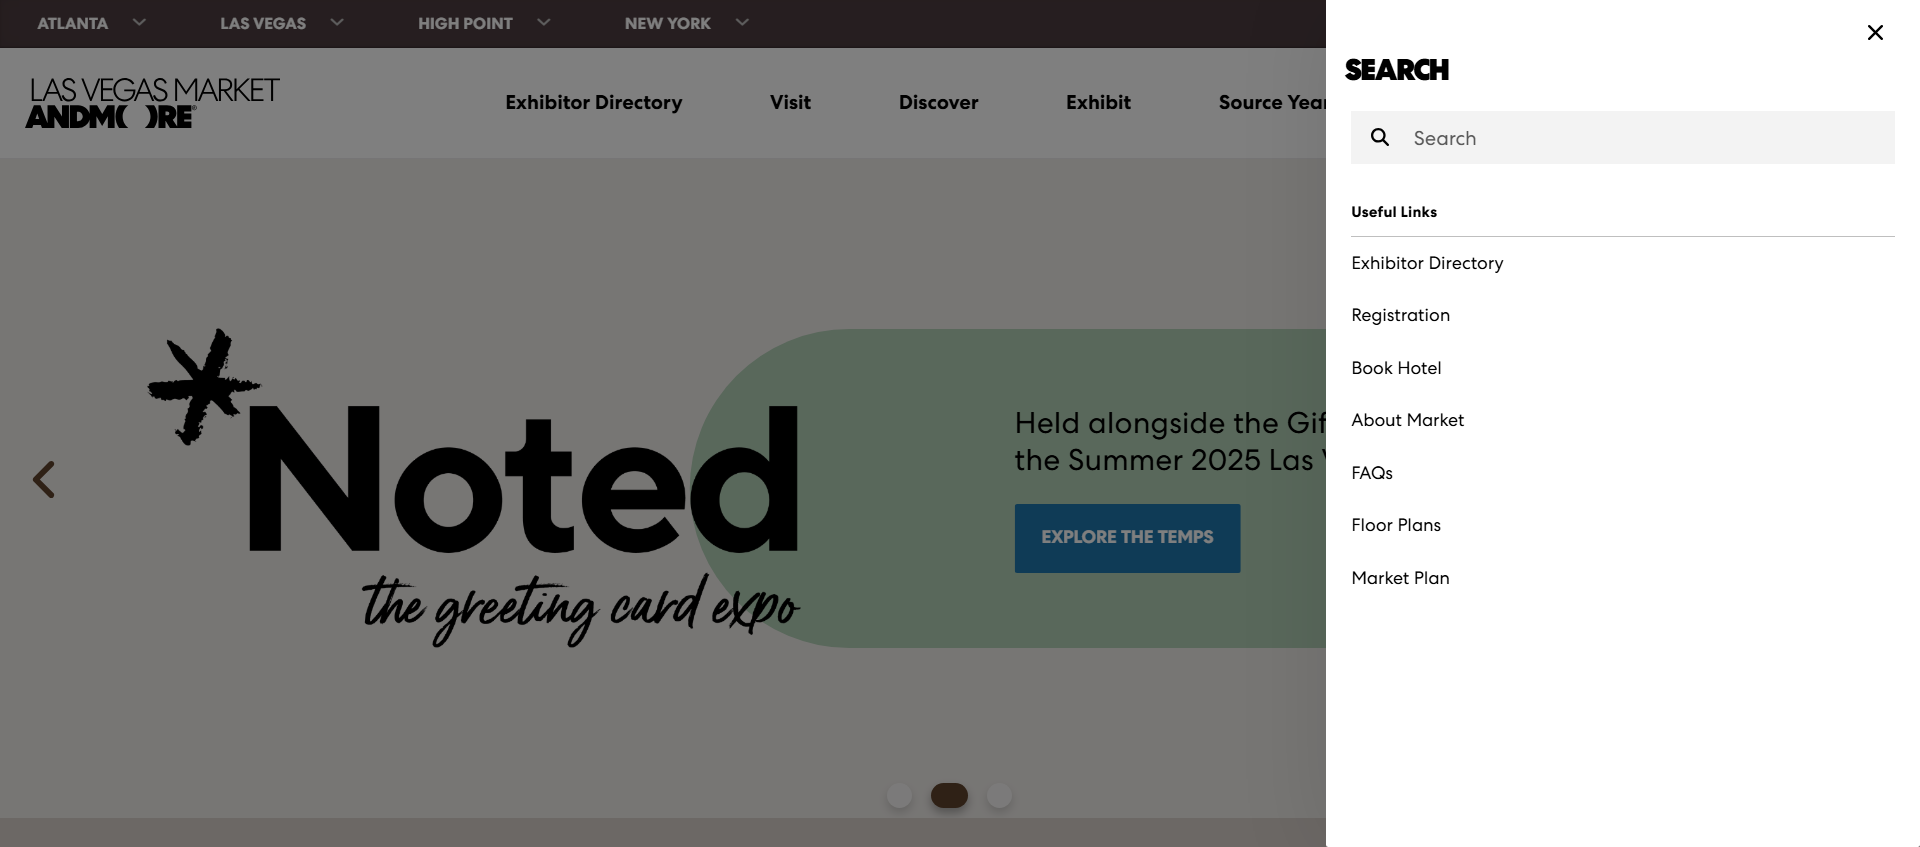 ATLANTA
LAS VEGAS
HIGH POINT
NEW YORK
LAS VEGAS MARKET
ANDMORE®
Exhibitor Directory
Visit
Discover
Exhibit
Source Year
Noted
the greeting card expo
Held alongside the Gif
the Summer 2025 Las
EXPLORE THE TEMPS
SEARCH
Search
Useful Links
Exhibitor Directory
Registration
Book Hotel
About Market
FAQs
Floor Plans
Market Plan